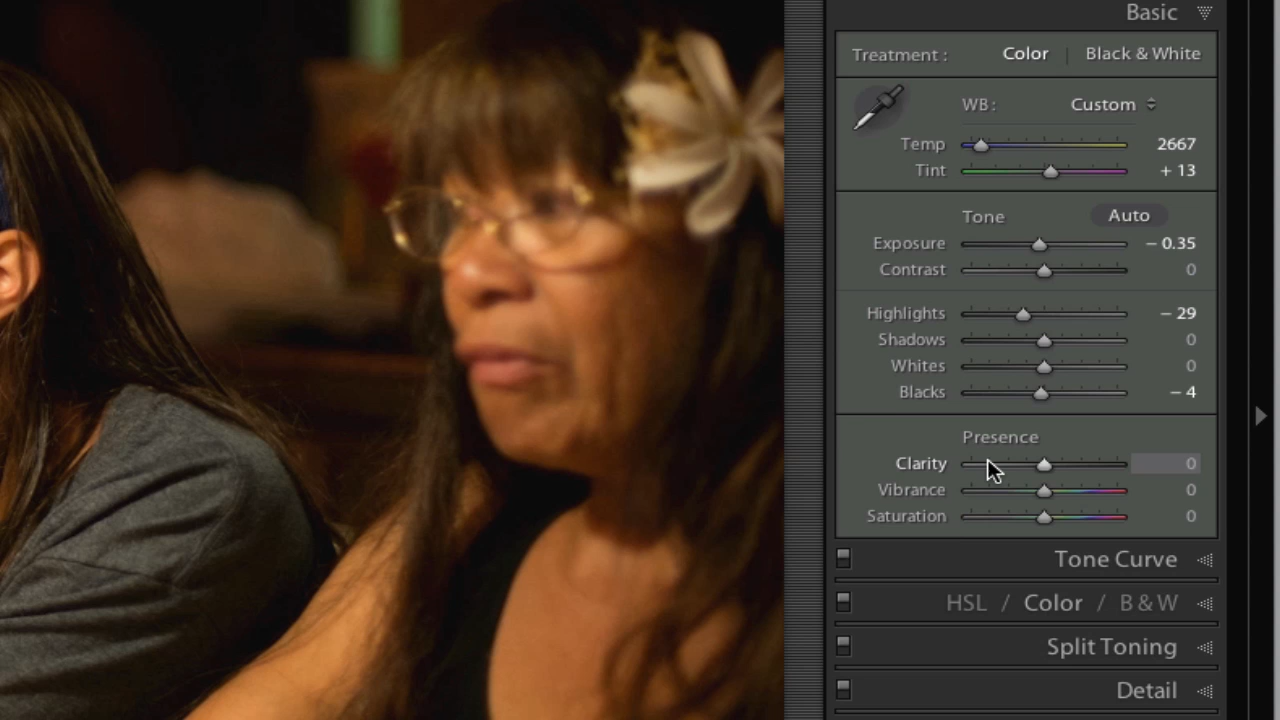 Basic
Treatment : Color | Black & White
WB: Custom
Temp 2667
Tint + 13
Tone Auto
Exposure – 0.35
Contrast 0
Highlights – 29
Shadows 0
Whites 0
Blacks – 4
Presence
Clarity 0
Vibrance 0
Saturation 0
Tone Curve
HSL / Color / B & W
Split Toning
Detail